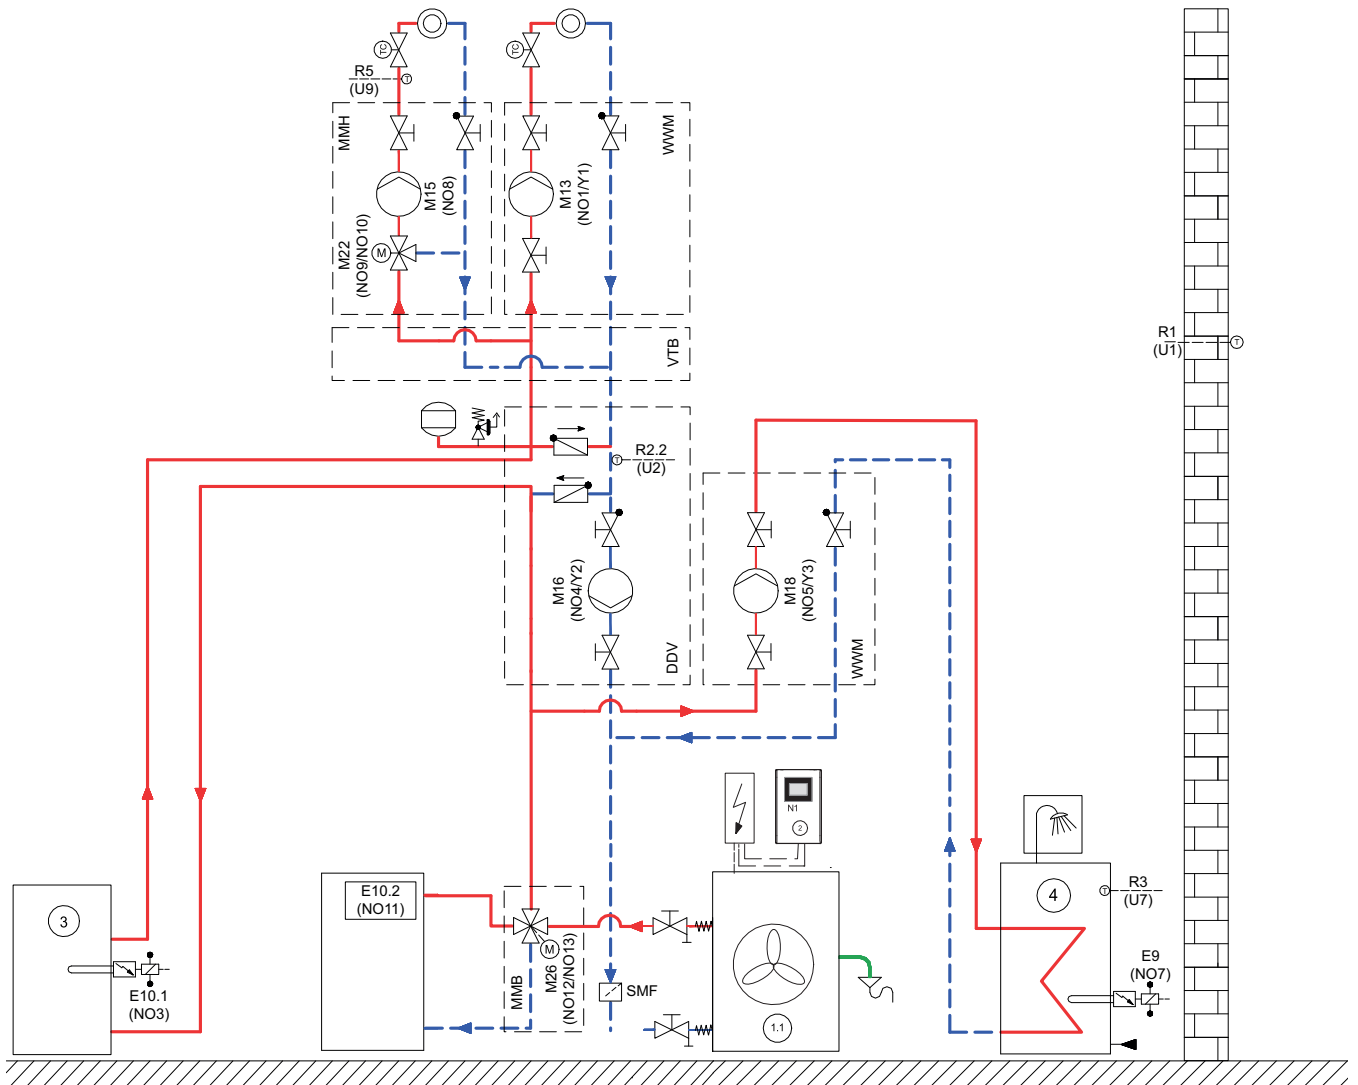 TC
TC
R5
(U9)
T
MMH
M15
(NO8)
M22
(NO9/NO10)
M
M13
(NO1/Y1)
WWM
VTB
R1
(U1)
T
R2.2
(U2)
T
M16
(NO4/Y2)
DDV
M18
(NO5/Y3)
WWM
N1
2
3
E10.1
(NO3)
E10.2
(NO11)
MMB
M
M26
(NO12/NO13)
SMF
1.1
4
T
R3
(U7)
E9
(NO7)